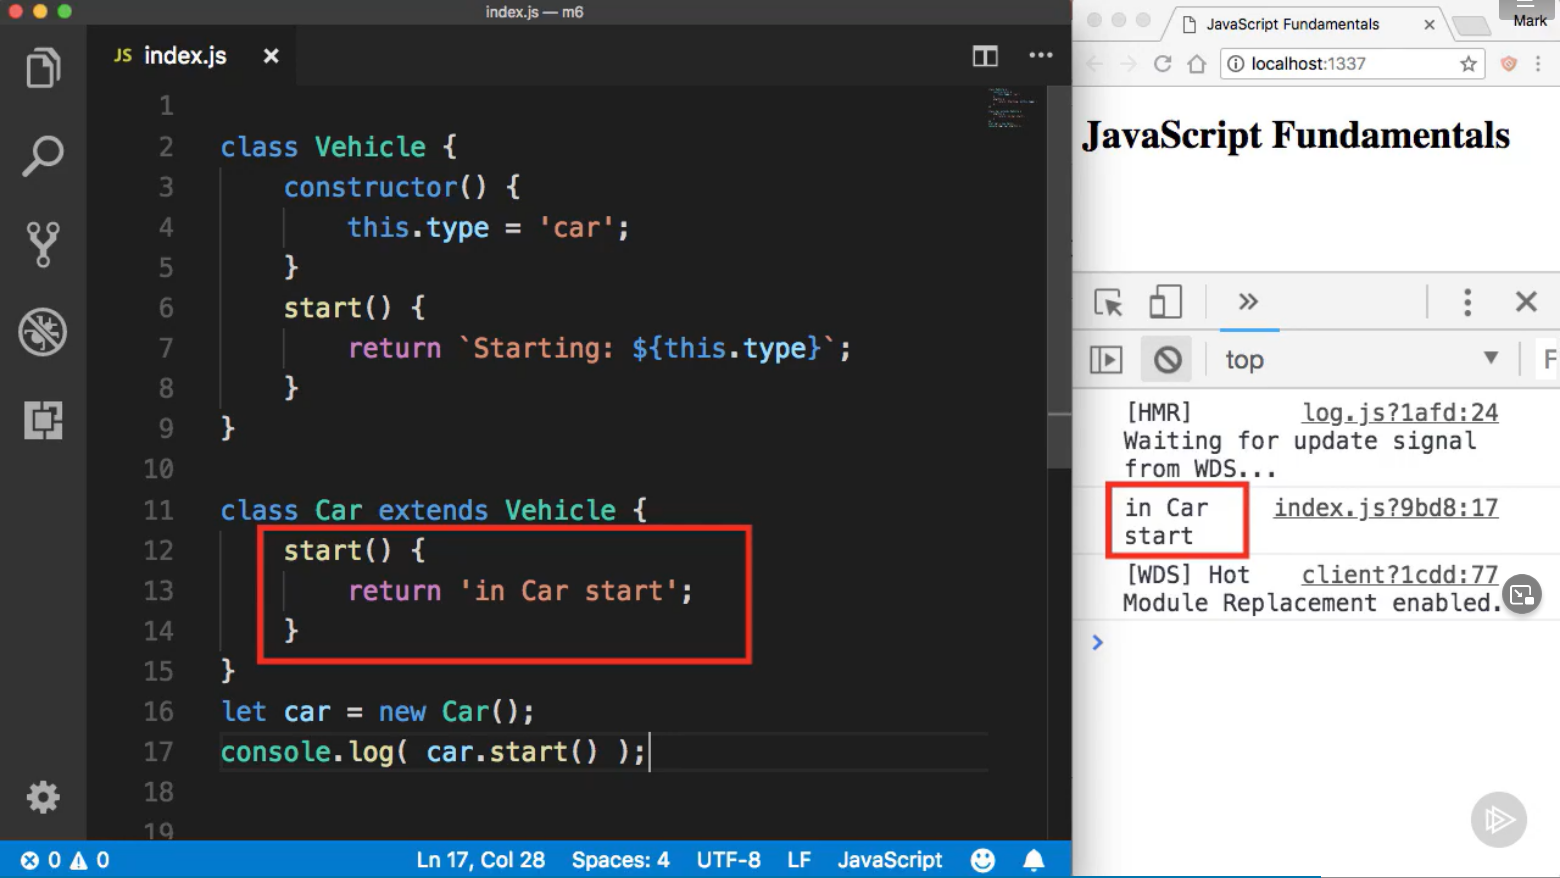 index.js — m6
JS index.js
1
2 class Vehicle {
3 constructor() {
4 this.type = 'car';
5 }
6 start() {
7 return `Starting: ${this.type}`;
8 }
9 }
10
11 class Car extends Vehicle {
12 start() {
13 return 'in Car start';
14 }
15 }
16 let car = new Car();
17 console.log( car.start() );
18
19
0 0 Ln 17, Col 28 Spaces: 4 UTF-8 LF JavaScript
JavaScript Fundamentals Mark
localhost:1337
JavaScript Fundamentals
top F
[HMR] log.js?1afd:24
Waiting for update signal
from WDS...
in Car index.js?9bd8:17
start
[WDS] Hot client?1cdd:77
Module Replacement enabled.